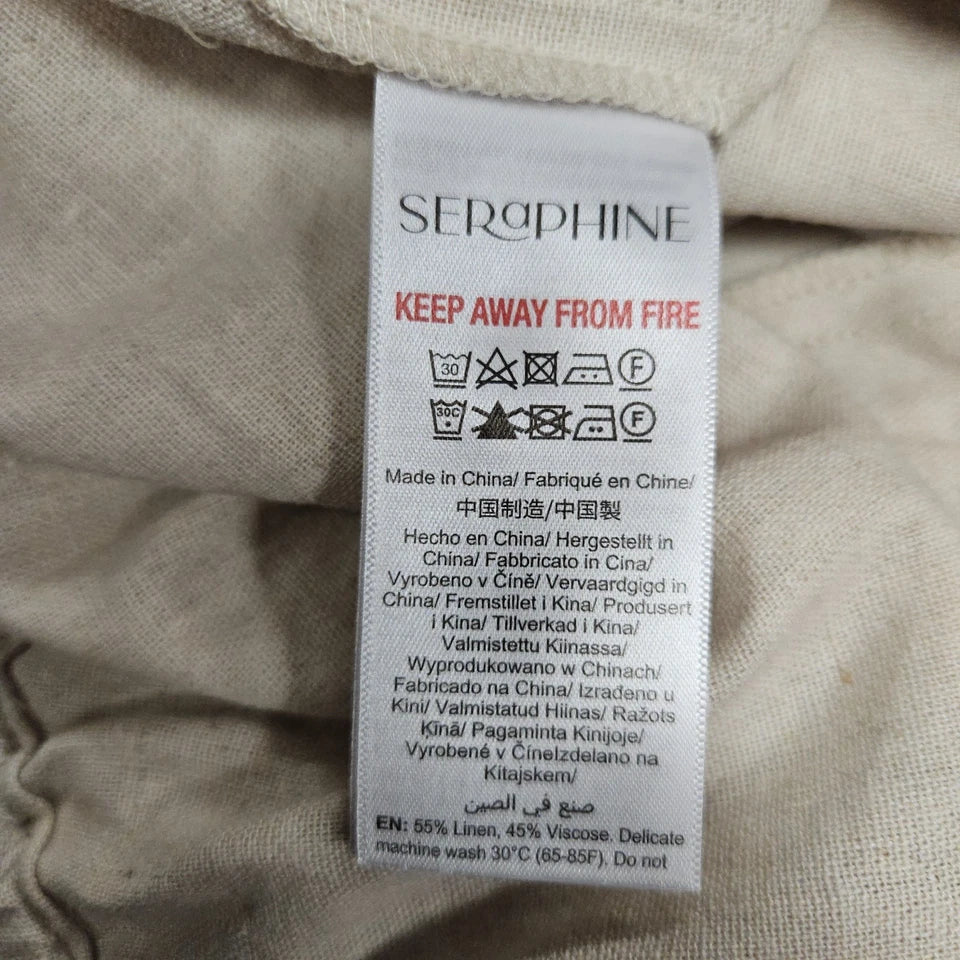 SERAPHINE
KEEP AWAY FROM FIRE
30 F
30C F
Made in China/ Fabriqué en Chine/
中国制造/中国製
Hecho en China/ Hergestellt in
China/ Fabbricato in Cina/
Vyrobeno v Číně/ Vervaardgigd in
China/ Fremstillet i Kina/ Produsert
i Kina/ Tillverkad i Kina/
Valmistettu Kiinassa/
Wyprodukowano w Chinach/
Fabricado na China/ Izrađeno u
Kini/ Valmistatud Hiinas/ Ražots
Ķīnā/ Pagaminta Kinijoje/
Vyrobené v ČíneIzdelano na
Kitajskem/
صنع في الصين
EN: 55% Linen, 45% Viscose. Delicate
machine wash 30°C (65-85F). Do not